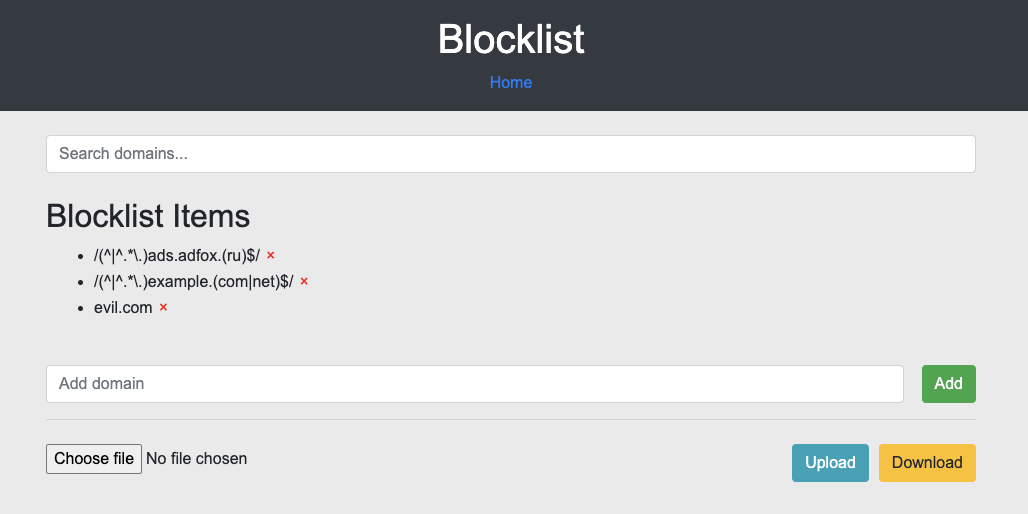 Blocklist
Home
Search domains...
Blocklist Items
/(^|^.*\.)ads.adfox.(ru)$/ ×
/(^|^.*\.)example.(com|net)$/ ×
evil.com ×
Add domain Add
Choose file No file chosen Upload Download